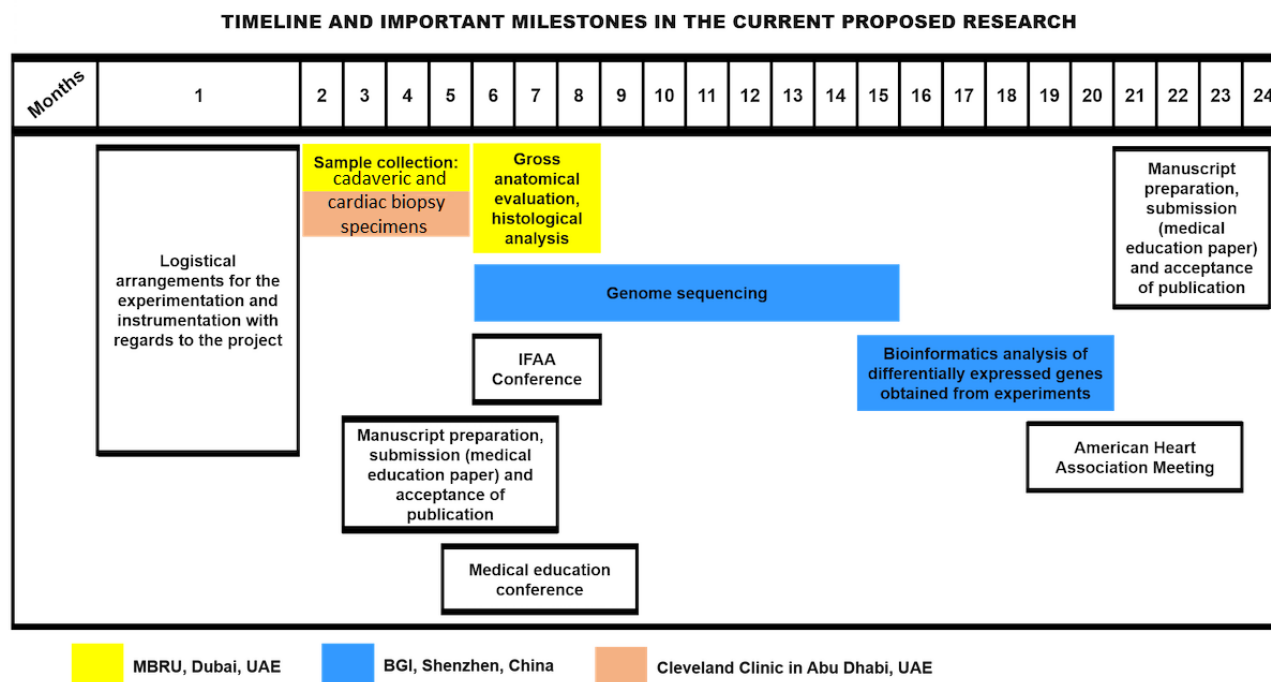 TIMELINE AND IMPORTANT MILESTONES IN THE CURRENT PROPOSED RESEARCH
Months 1 2 3 4 5 6 7 8 9 10 11 12 13 14 15 16 17 18 19 20 21 22 23 24
Logistical
arrangements for the
experimentation and
instrumentation with
regards to the project
Sample collection:
cadaveric and
cardiac biopsy
specimens
Gross
anatomical
evaluation,
histological
analysis
Manuscript
preparation,
submission
(medical
education paper)
and acceptance
of publication
Genome sequencing
IFAA
Conference
Bioinformatics analysis of
differentially expressed genes
obtained from experiments
Manuscript preparation,
submission (medical
education paper) and
acceptance of
publication
American Heart
Association Meeting
Medical education
conference
MBRU, Dubai, UAE
BGI, Shenzhen, China
Cleveland Clinic in Abu Dhabi, UAE